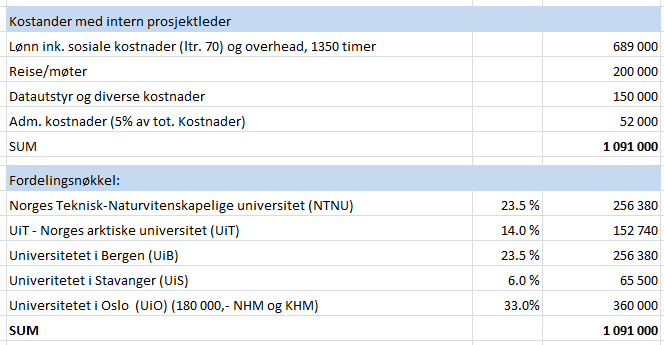 Kostander med intern prosjektleder
Lønn ink. sosiale kostnader (ltr. 70) og overhead, 1350 timer 689 000
Reise/møter 200 000
Datautstyr og diverse kostnader 150 000
Adm. kostnader (5% av tot. Kostnader) 52 000
SUM 1 091 000
Fordelingsnøkkel:
Norges Teknisk-Naturvitenskapelige universitet (NTNU) 23.5 % 256 380
UiT - Norges arktiske universitet (UiT) 14.0 % 152 740
Universitetet i Bergen (UiB) 23.5 % 256 380
Univeritetet i Stavanger (UiS) 6.0 % 65 500
Universitetet i Oslo (UiO) (180 000,- NHM og KHM) 33.0% 360 000
SUM 1 091 000